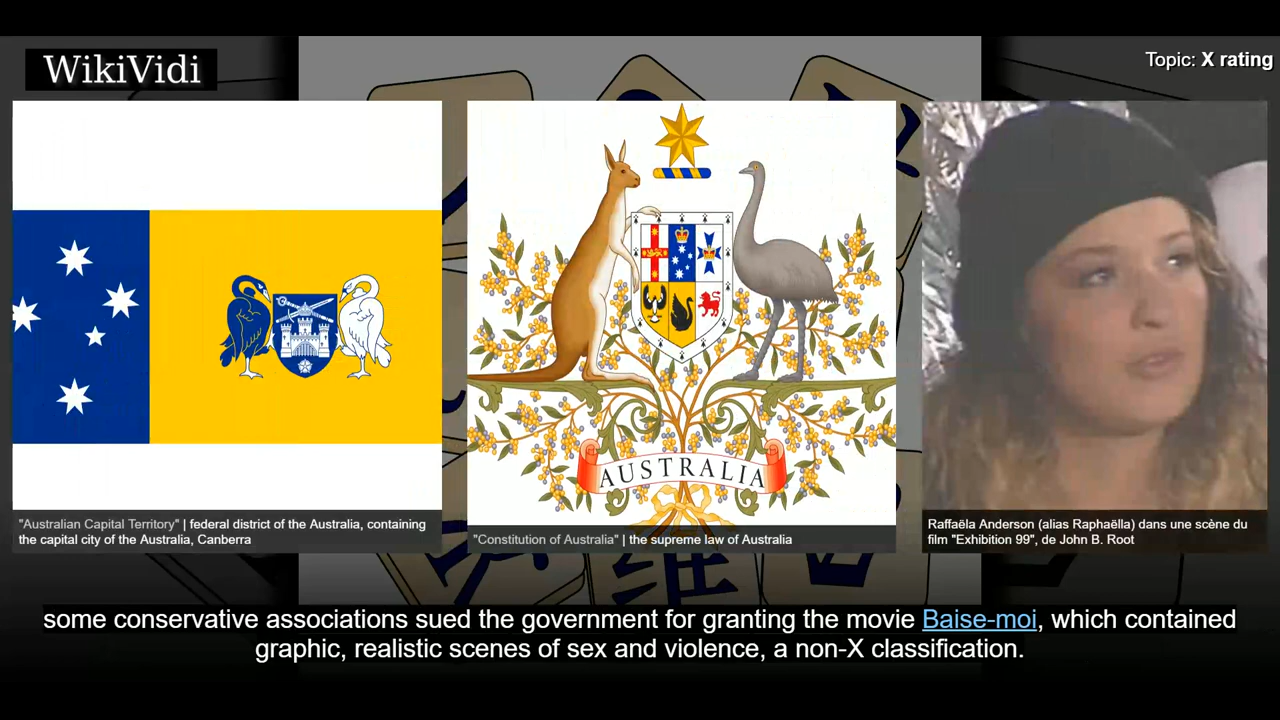 WikiVidi
Topic: X rating
AUSTRALIA
"Australian Capital Territory" | federal district of the Australia, containing
the capital city of the Australia, Canberra
"Constitution of Australia" | the supreme law of Australia
Raffaëla Anderson (alias Raphaëlla) dans une scène du
film "Exhibition 99", de John B. Root
some conservative associations sued the government for granting the movie Baise-moi, which contained
graphic, realistic scenes of sex and violence, a non-X classification.